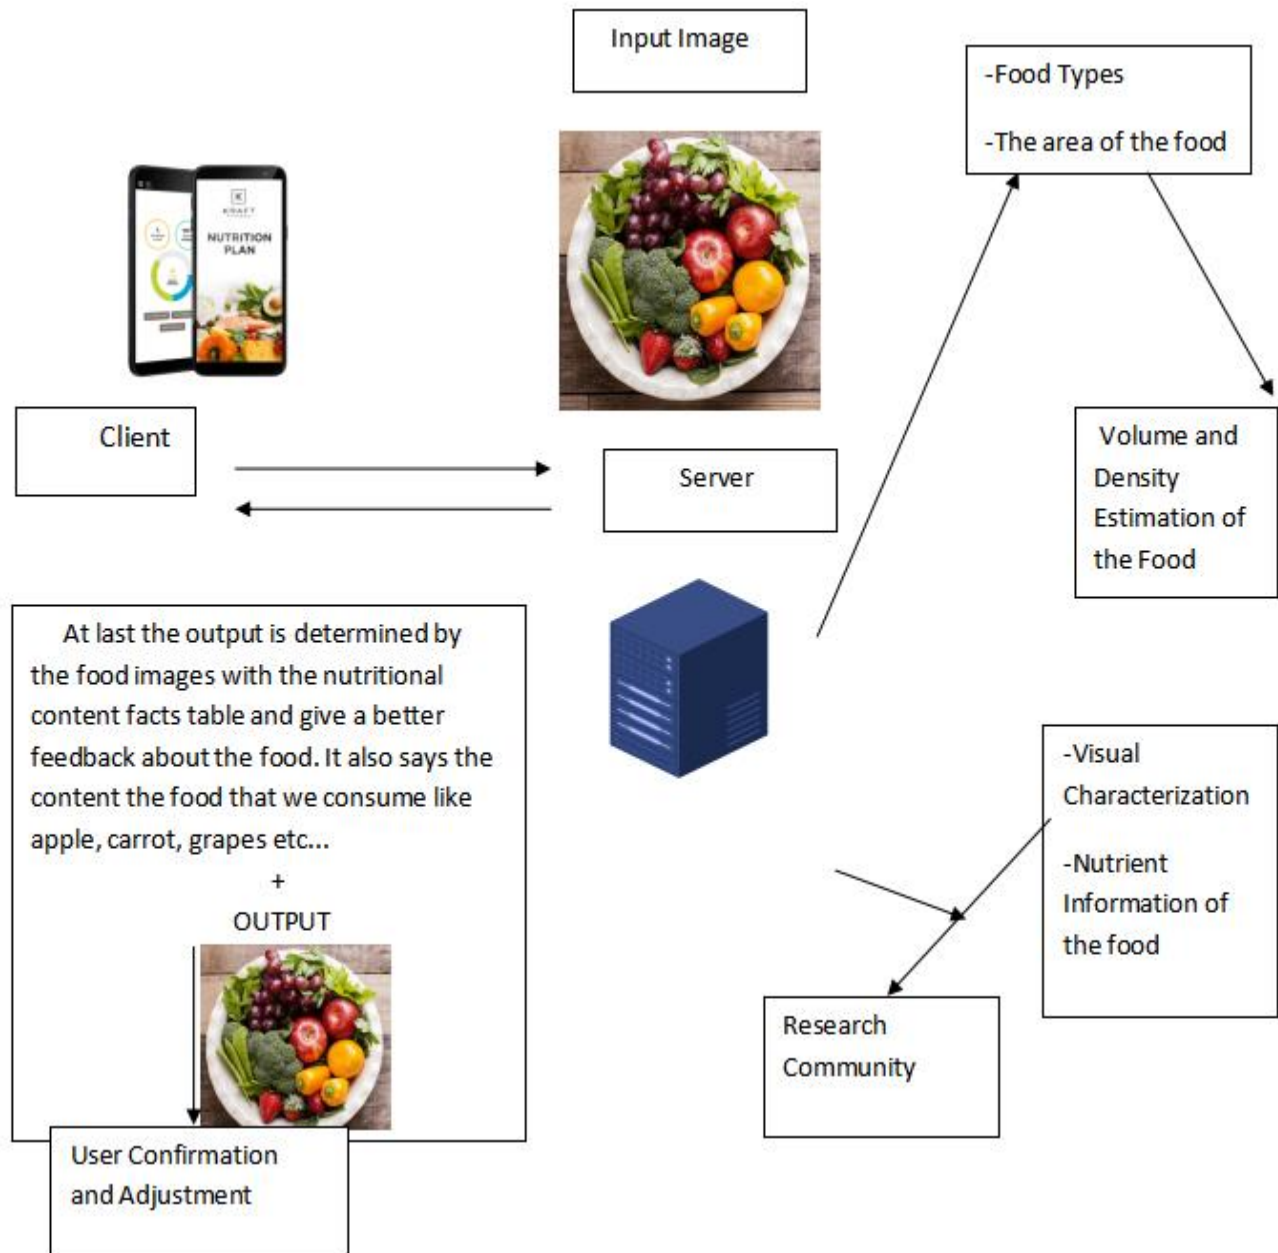 Input Image
-Food Types
-The area of the food
K
KRAFT
NUTRITION
PLAN
Client
Server
Volume and
Density
Estimation of
the Food
At last the output is determined by
the food images with the nutritional
content facts table and give a better
feedback about the food. It also says the
content the food that we consume like
apple, carrot, grapes etc...
+
OUTPUT
-Visual
Characterization
-Nutrient
Information of
the food
Research
Community
User Confirmation
and Adjustment